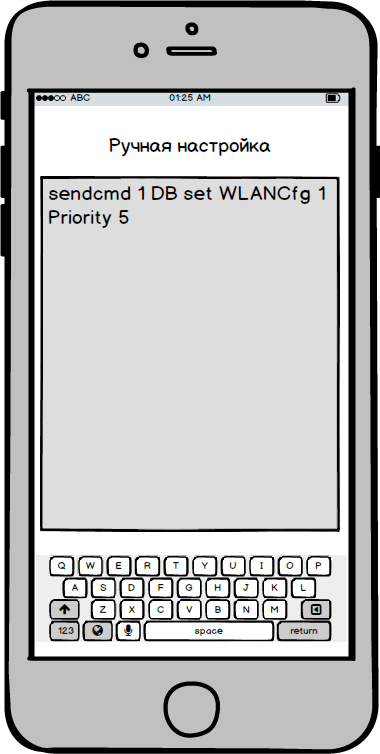 ABC 01:25 AM
Ручная настройка
sendcmd 1 DB set WLANCfg 1
Priority 5
Q W E R T Y U I O P
A S D F G H J K L
Z X C V B N M
123 space return